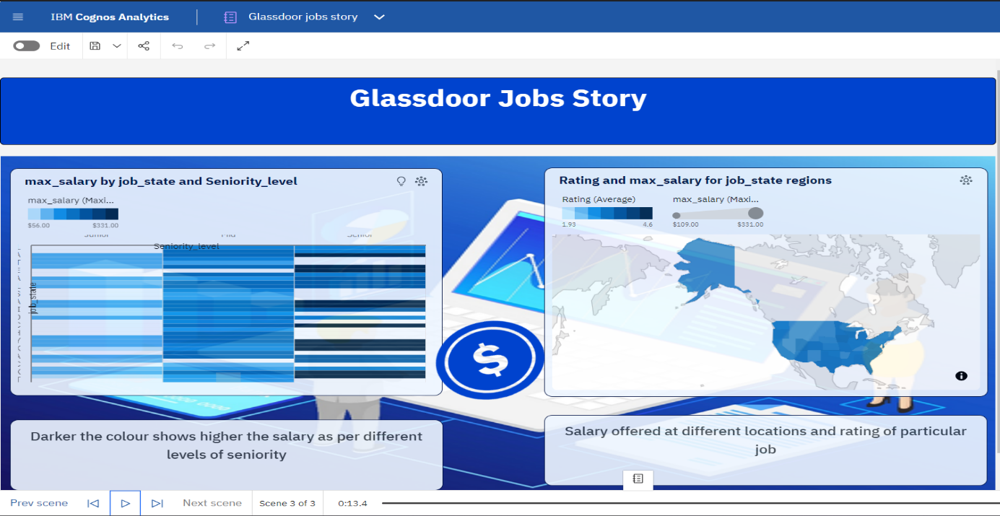 IBM Cognos Analytics
Glassdoor jobs story
Edit
Glassdoor Jobs Story
max_salary by job_state and Seniority_level
max_salary (Maxi...
$56.00 $331.00
Seniority_level
job_state
Rating and max_salary for job_state regions
Rating (Average) max_salary (Maxi...
1.93 4.6 $109.00 $331.00
$
Darker the colour shows higher the salary as per different
levels of seniority
Salary offered at different locations and rating of particular
job
Prev scene Next scene Scene 3 of 3 0:13.4